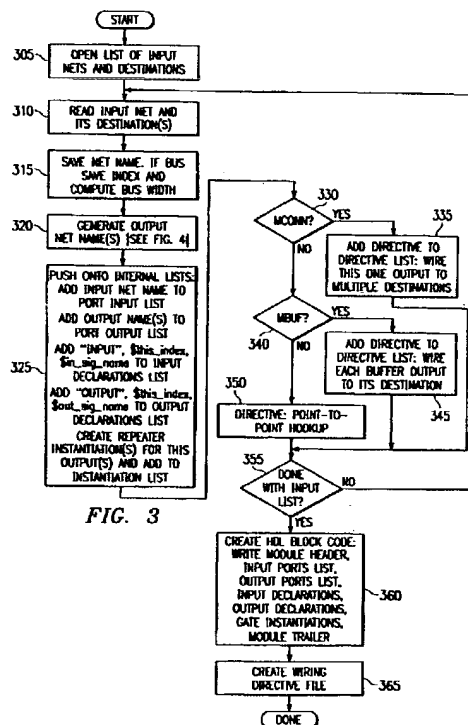 START
305
OPEN LIST OF INPUT
NETS AND DESTINATIONS
310
READ INPUT NET AND
ITS DESTINATION(S)
315
SAVE NET NAME. IF BUS
SAVE INDEX AND
COMPUTE BUS WIDTH
320
GENERATE OUTPUT
NET NAME(S) (SEE FIG. 4)
325
PUSH ONTO INTERNAL LISTS:
ADD INPUT NET NAME TO
PORT INPUT LIST
ADD OUTPUT NAME(S) TO
PORT OUTPUT LIST
ADD "INPUT", $this_index,
$in_sig_name TO INPUT
DECLARATIONS LIST
ADD "OUTPUT", $this_index,
$out_sig_name TO OUTPUT
DECLARATIONS LIST
CREATE REPEATER
INSTANTIATION(S) FOR THIS
OUTPUT(S) AND ADD TO
INSTANTIATION LIST
FIG. 3
330
MCONN?
YES
NO
335
ADD DIRECTIVE TO
DIRECTIVE LIST: WIRE
THIS ONE OUTPUT TO
MULTIPLE DESTINATIONS
MBUF?
340
YES
NO
ADD DIRECTIVE TO
DIRECTIVE LIST: WIRE
EACH BUFFER OUTPUT
TO ITS DESTINATION
345
350
DIRECTIVE: POINT-TO-
POINT HOOKUP
355
DONE
WITH INPUT
LIST?
NO
YES
CREATE HDL BLOCK CODE:
WRITE MODULE HEADER,
INPUT PORTS LIST,
OUTPUT PORTS LIST,
INPUT DECLARATIONS,
OUTPUT DECLARATIONS,
GATE INSTANTIATIONS,
MODULE TRAILER
360
CREATE WIRING
DIRECTIVE FILE
365
DONE